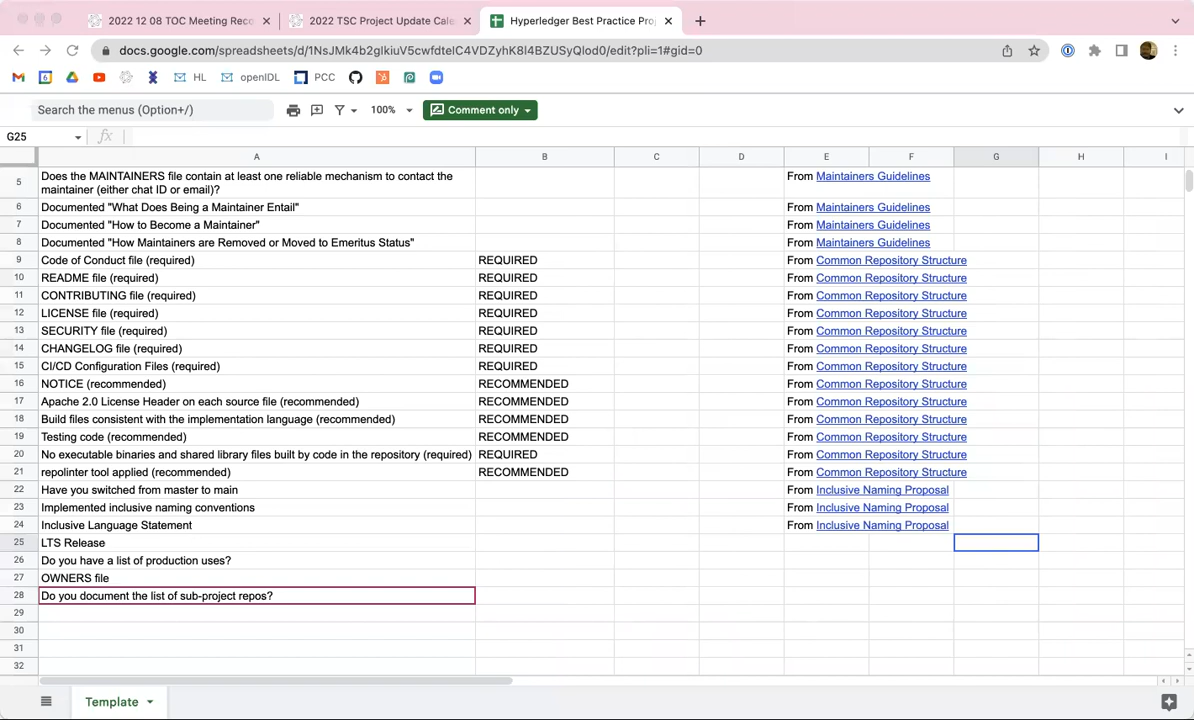 2022 12 08 TOC Meeting Reco
2022 TSC Project Update Cale
Hyperledger Best Practice Pro
docs.google.com/spreadsheets/d/1NsJMk4b2glkiuV5cwfdtelC4VDZyhK8l4BZUSyQlod0/edit?pli=1#gid=0
6
HL
openIDL
PCC
Search the menus (Option+/)
100%
Comment only
G25
fx
A B C D E F G H I
5 Does the MAINTAINERS file contain at least one reliable mechanism to contact the
maintainer (either chat ID or email)? From Maintainers Guidelines
6 Documented "What Does Being a Maintainer Entail" From Maintainers Guidelines
7 Documented "How to Become a Maintainer" From Maintainers Guidelines
8 Documented "How Maintainers are Removed or Moved to Emeritus Status" From Maintainers Guidelines
9 Code of Conduct file (required) REQUIRED From Common Repository Structure
10 README file (required) REQUIRED From Common Repository Structure
11 CONTRIBUTING file (required) REQUIRED From Common Repository Structure
12 LICENSE file (required) REQUIRED From Common Repository Structure
13 SECURITY file (required) REQUIRED From Common Repository Structure
14 CHANGELOG file (required) REQUIRED From Common Repository Structure
15 CI/CD Configuration Files (required) REQUIRED From Common Repository Structure
16 NOTICE (recommended) RECOMMENDED From Common Repository Structure
17 Apache 2.0 License Header on each source file (recommended) RECOMMENDED From Common Repository Structure
18 Build files consistent with the implementation language (recommended) RECOMMENDED From Common Repository Structure
19 Testing code (recommended) RECOMMENDED From Common Repository Structure
20 No executable binaries and shared library files built by code in the repository (required) REQUIRED From Common Repository Structure
21 repolinter tool applied (recommended) RECOMMENDED From Common Repository Structure
22 Have you switched from master to main From Inclusive Naming Proposal
23 Implemented inclusive naming conventions From Inclusive Naming Proposal
24 Inclusive Language Statement From Inclusive Naming Proposal
25 LTS Release
26 Do you have a list of production uses?
27 OWNERS file
28 Do you document the list of sub-project repos?
29
30
31
32
Template